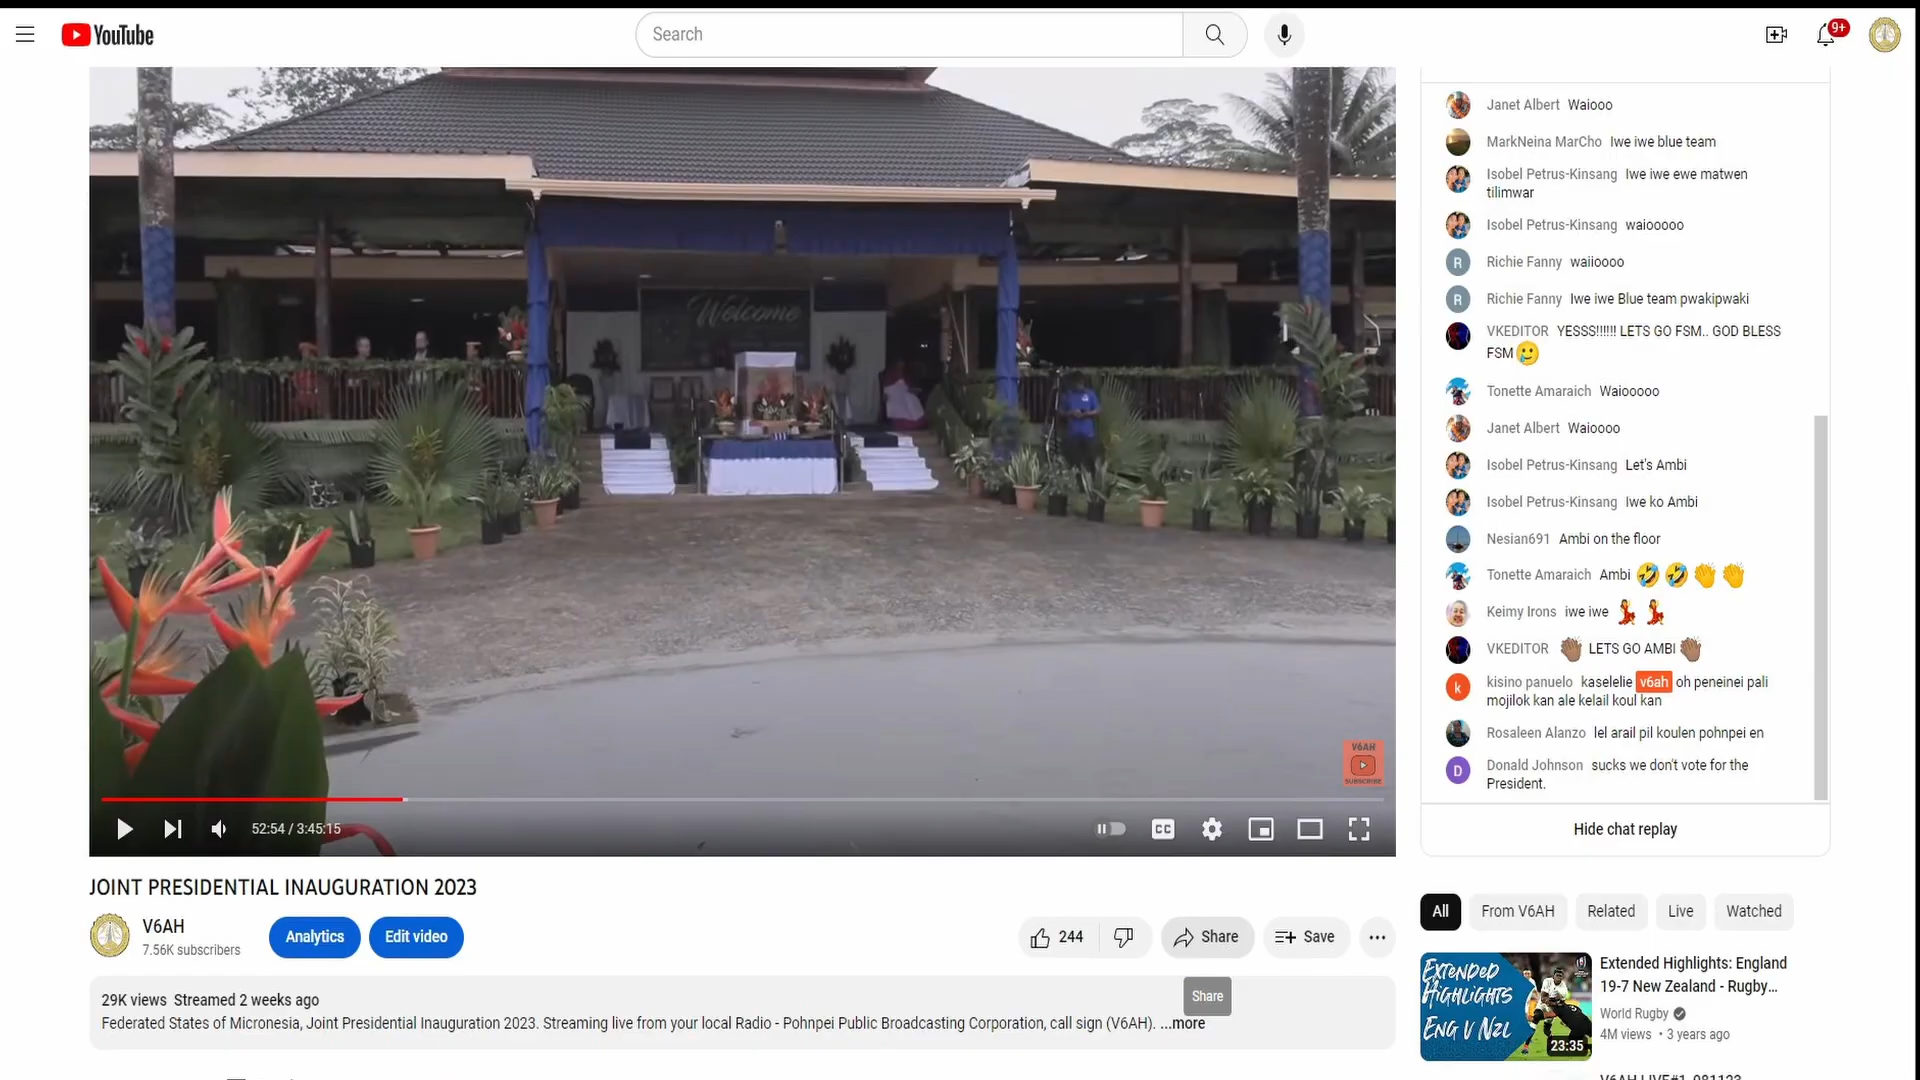 YouTube
Search
9+
Welcome
V6AH
SUBSCRIBE
52:54 / 3:45:15
CC
Janet Albert Waiooo
MarkNeina MarCho Iwe iwe blue team
Isobel Petrus-Kinsang Iwe iwe ewe matwen
tilimwar
Isobel Petrus-Kinsang waiooooo
R Richie Fanny waiioooo
R Richie Fanny Iwe iwe Blue team pwakipwaki
VKEDITOR YESSS!!!!!! LETS GO FSM.. GOD BLESS
FSM🥲
Tonette Amaraich Waiooooo
Janet Albert Waioooo
Isobel Petrus-Kinsang Let's Ambi
Isobel Petrus-Kinsang Iwe ko Ambi
Nesian691 Ambi on the floor
Tonette Amaraich Ambi 🤣 🤣 👏 👏
Keimy Irons iwe iwe 💃 💃
VKEDITOR 👏🏽 LETS GO AMBI 👏🏽
k kisino panuelo kaselelie v6ah oh peneinei pali
mojilok kan ale kelail koul kan
Rosaleen Alanzo lel arail pil koulen pohnpei en
D Donald Johnson sucks we don't vote for the
President.
Hide chat replay
JOINT PRESIDENTIAL INAUGURATION 2023
V6AH
7.56K subscribers
Analytics
Edit video
244
Share
Save
Share
29K views Streamed 2 weeks ago
Federated States of Micronesia, Joint Presidential Inauguration 2023. Streaming live from your local Radio - Pohnpei Public Broadcasting Corporation, call sign (V6AH). ...more
All
From V6AH
Related
Live
Watched
EXTENDED
HIGHLIGHTS
ENG V NZL
23:35
Extended Highlights: England
19-7 New Zealand - Rugby...
World Rugby
4M views • 3 years ago
V6AH LIVE#1_081123